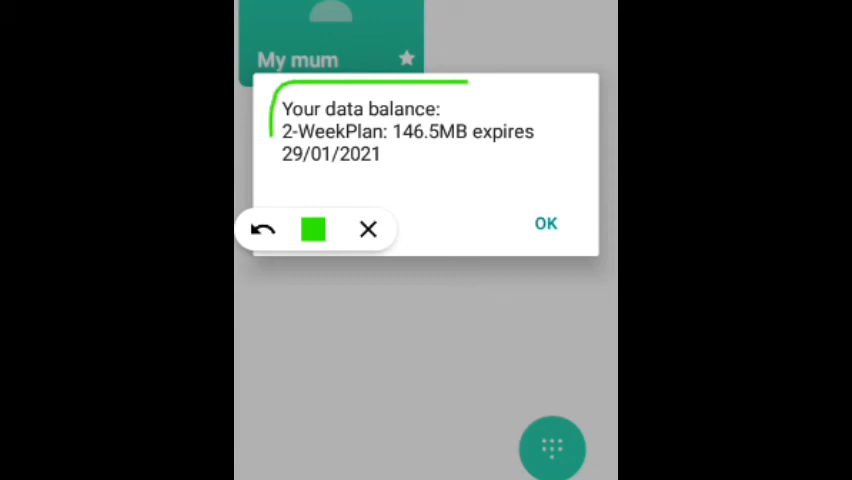 My mum
Your data balance:
2-WeekPlan: 146.5MB expires
29/01/2021
OK